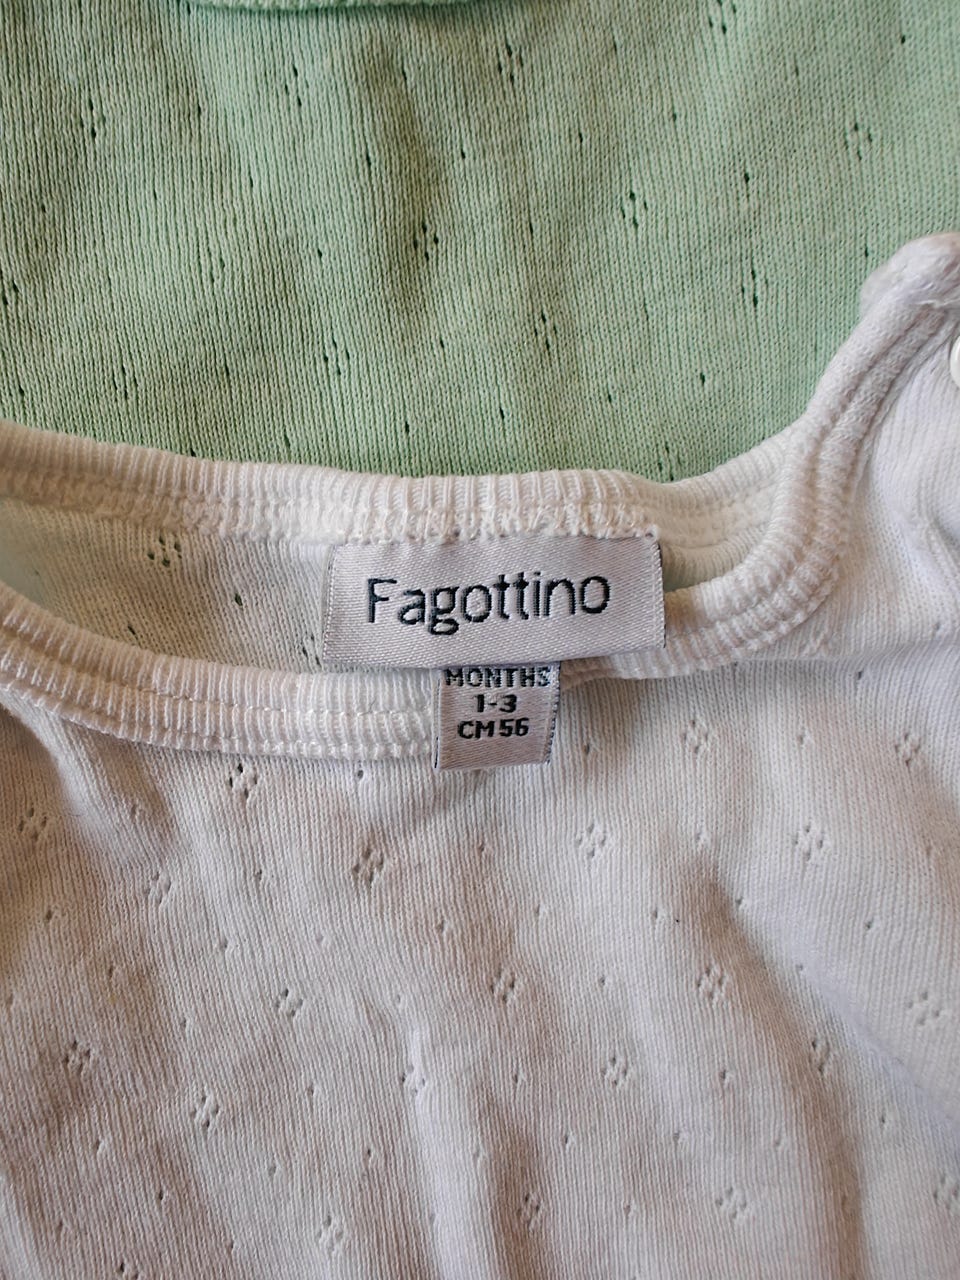 Fagottino
MONTHS
1-3
CM 56